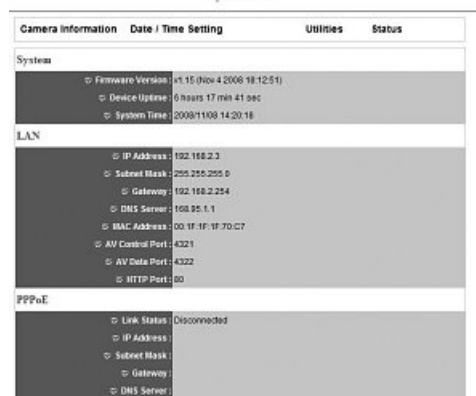 Camera Information Date / Time Setting Utilities Status
System
Firmware Version : v1.15 (Nov 4 2008 18:12:51)
Device Uptime : 6 hours 17 min 41 sec
System Time : 2008/11/08 14:20:18
LAN
IP Address : 192.168.2.3
Subnet Mask : 255.255.255.0
Gateway : 192.168.2.254
DNS Server : 168.95.1.1
MAC Address : 00:1F:1F:1F:70:C7
AV Control Port : 4321
AV Data Port : 4322
HTTP Port : 80
PPPoE
Link Status : Disconnected
IP Address :
Subnet Mask :
Gateway :
DNS Server :